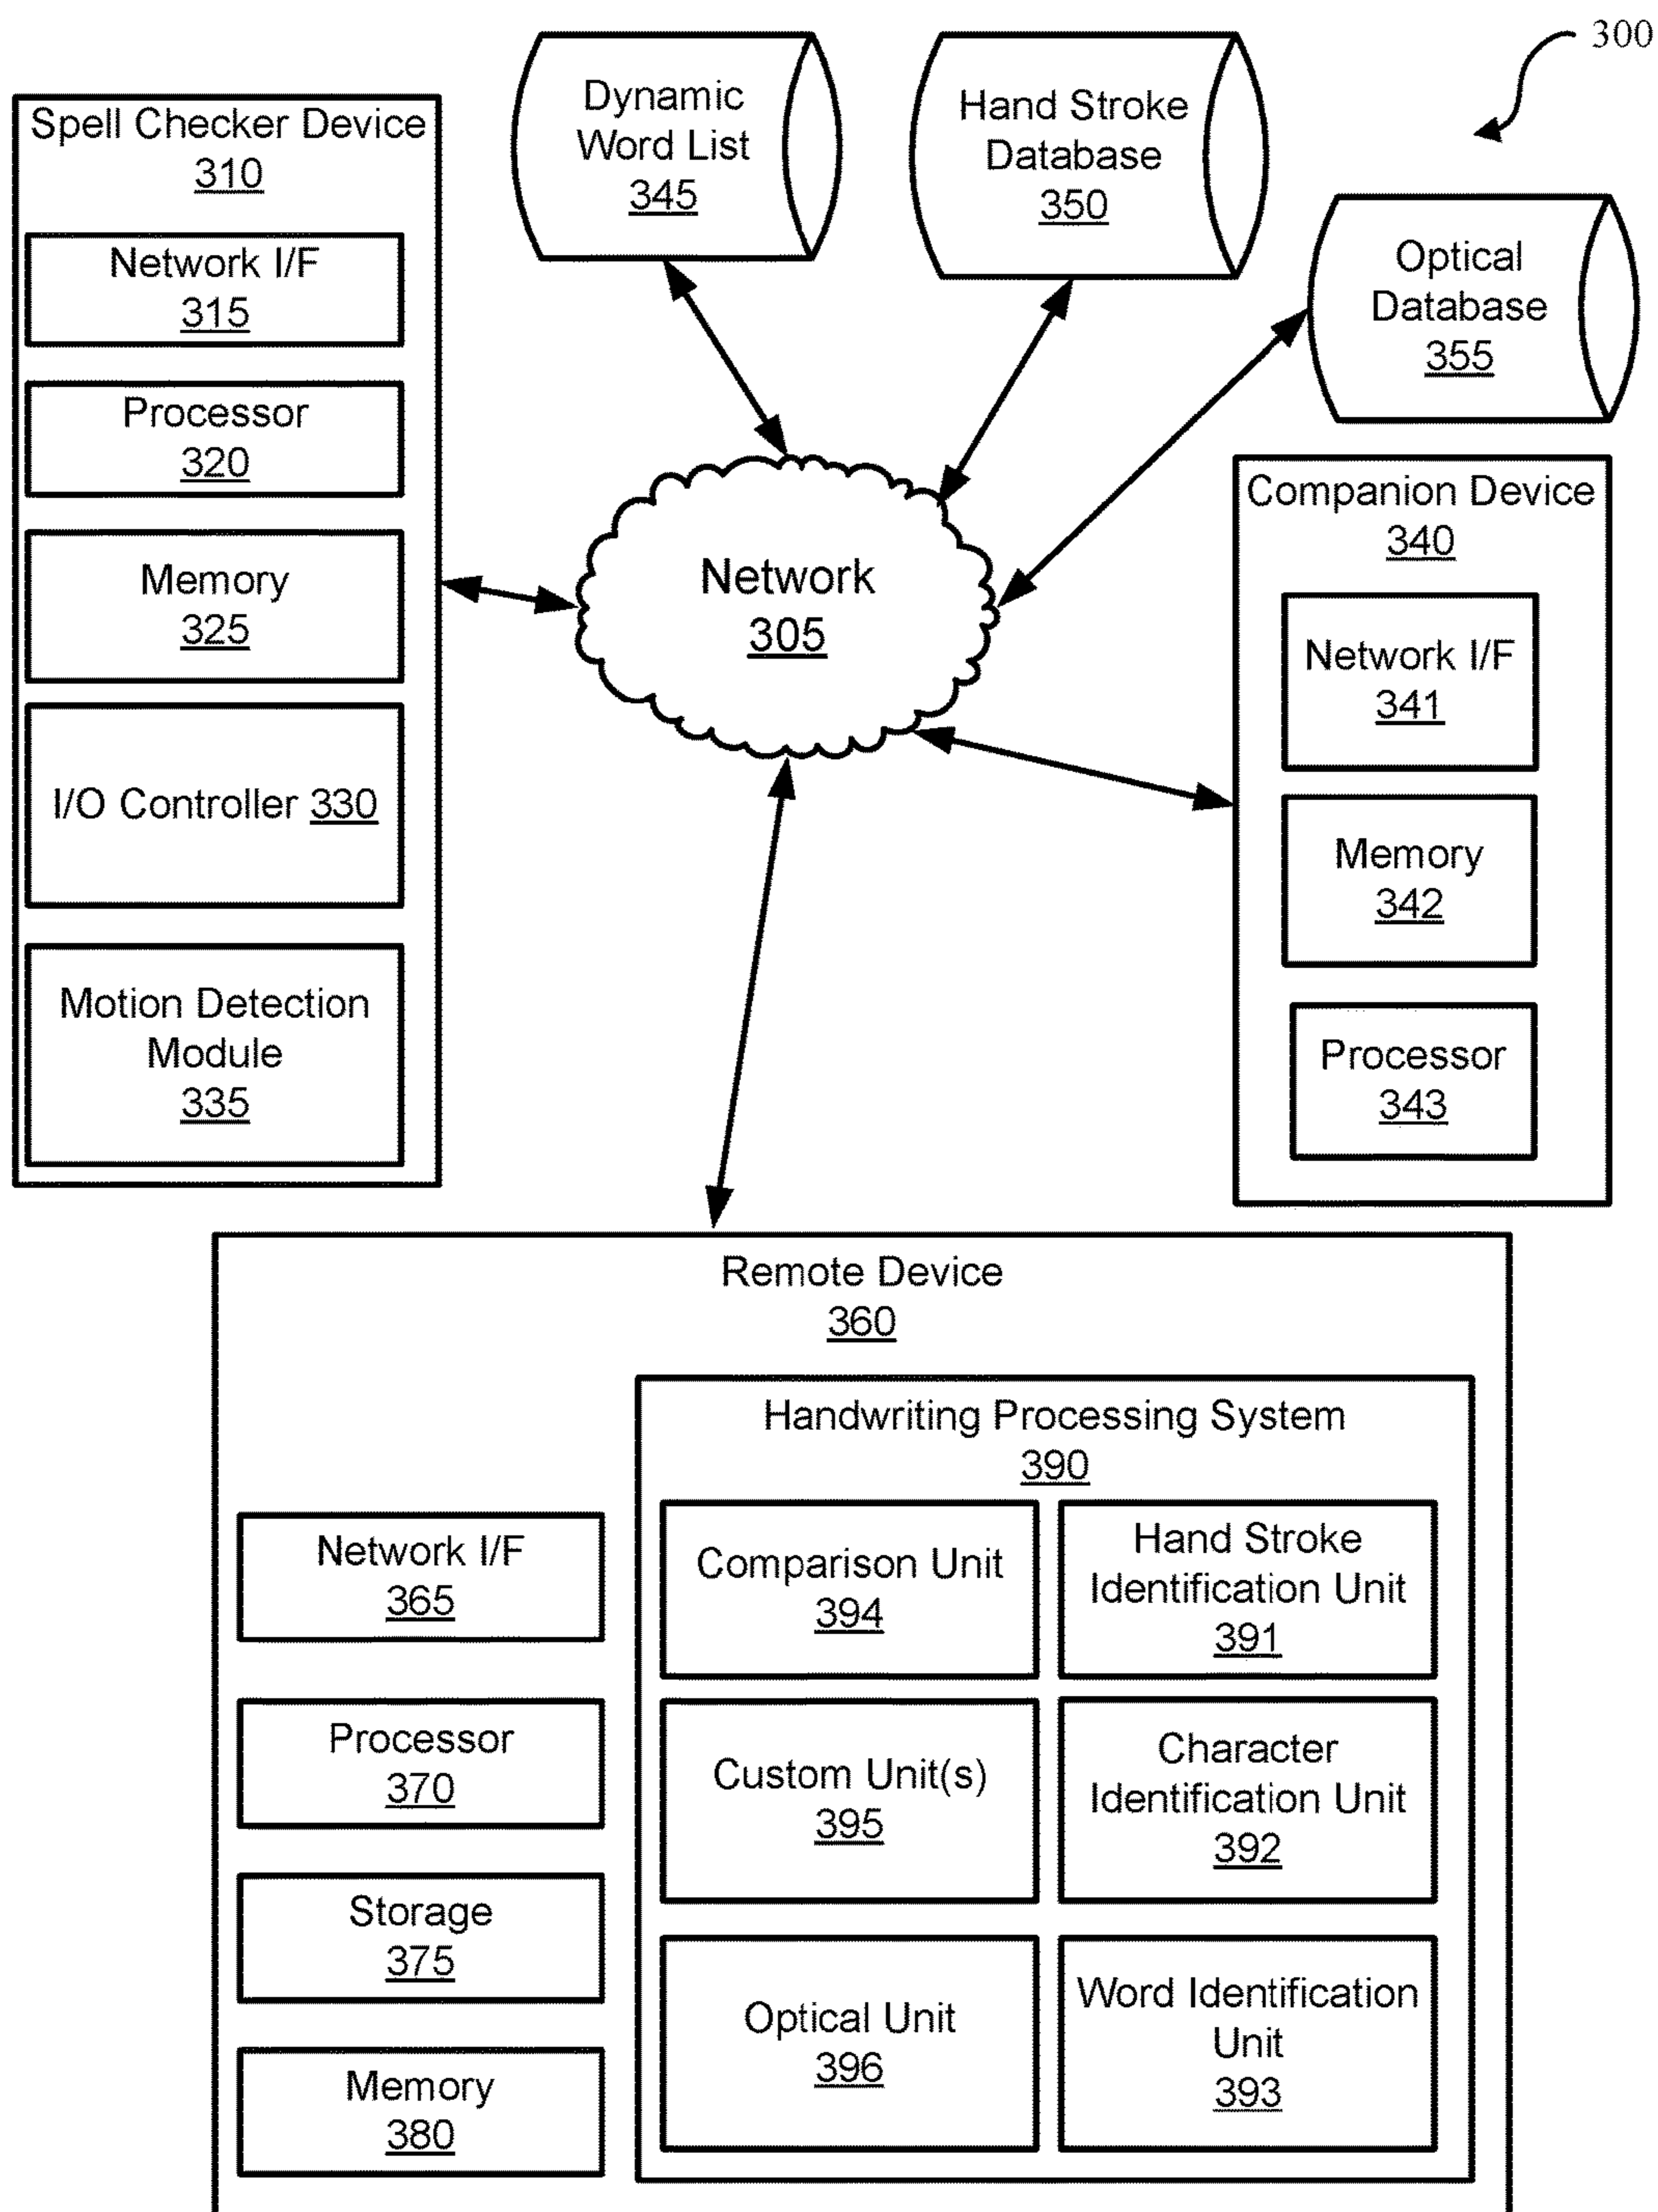 300
Spell Checker Device
310
Network I/F
315
Processor
320
Memory
325
I/O Controller 330
Motion Detection
Module
335
Dynamic
Word List
345
Hand Stroke
Database
350
Optical
Database
355
Network
305
Companion Device
340
Network I/F
341
Memory
342
Processor
343
Remote Device
360
Network I/F
365
Processor
370
Storage
375
Memory
380
Handwriting Processing System
390
Comparison Unit
394
Hand Stroke
Identification Unit
391
Custom Unit(s)
395
Character
Identification Unit
392
Optical Unit
396
Word Identification
Unit
393